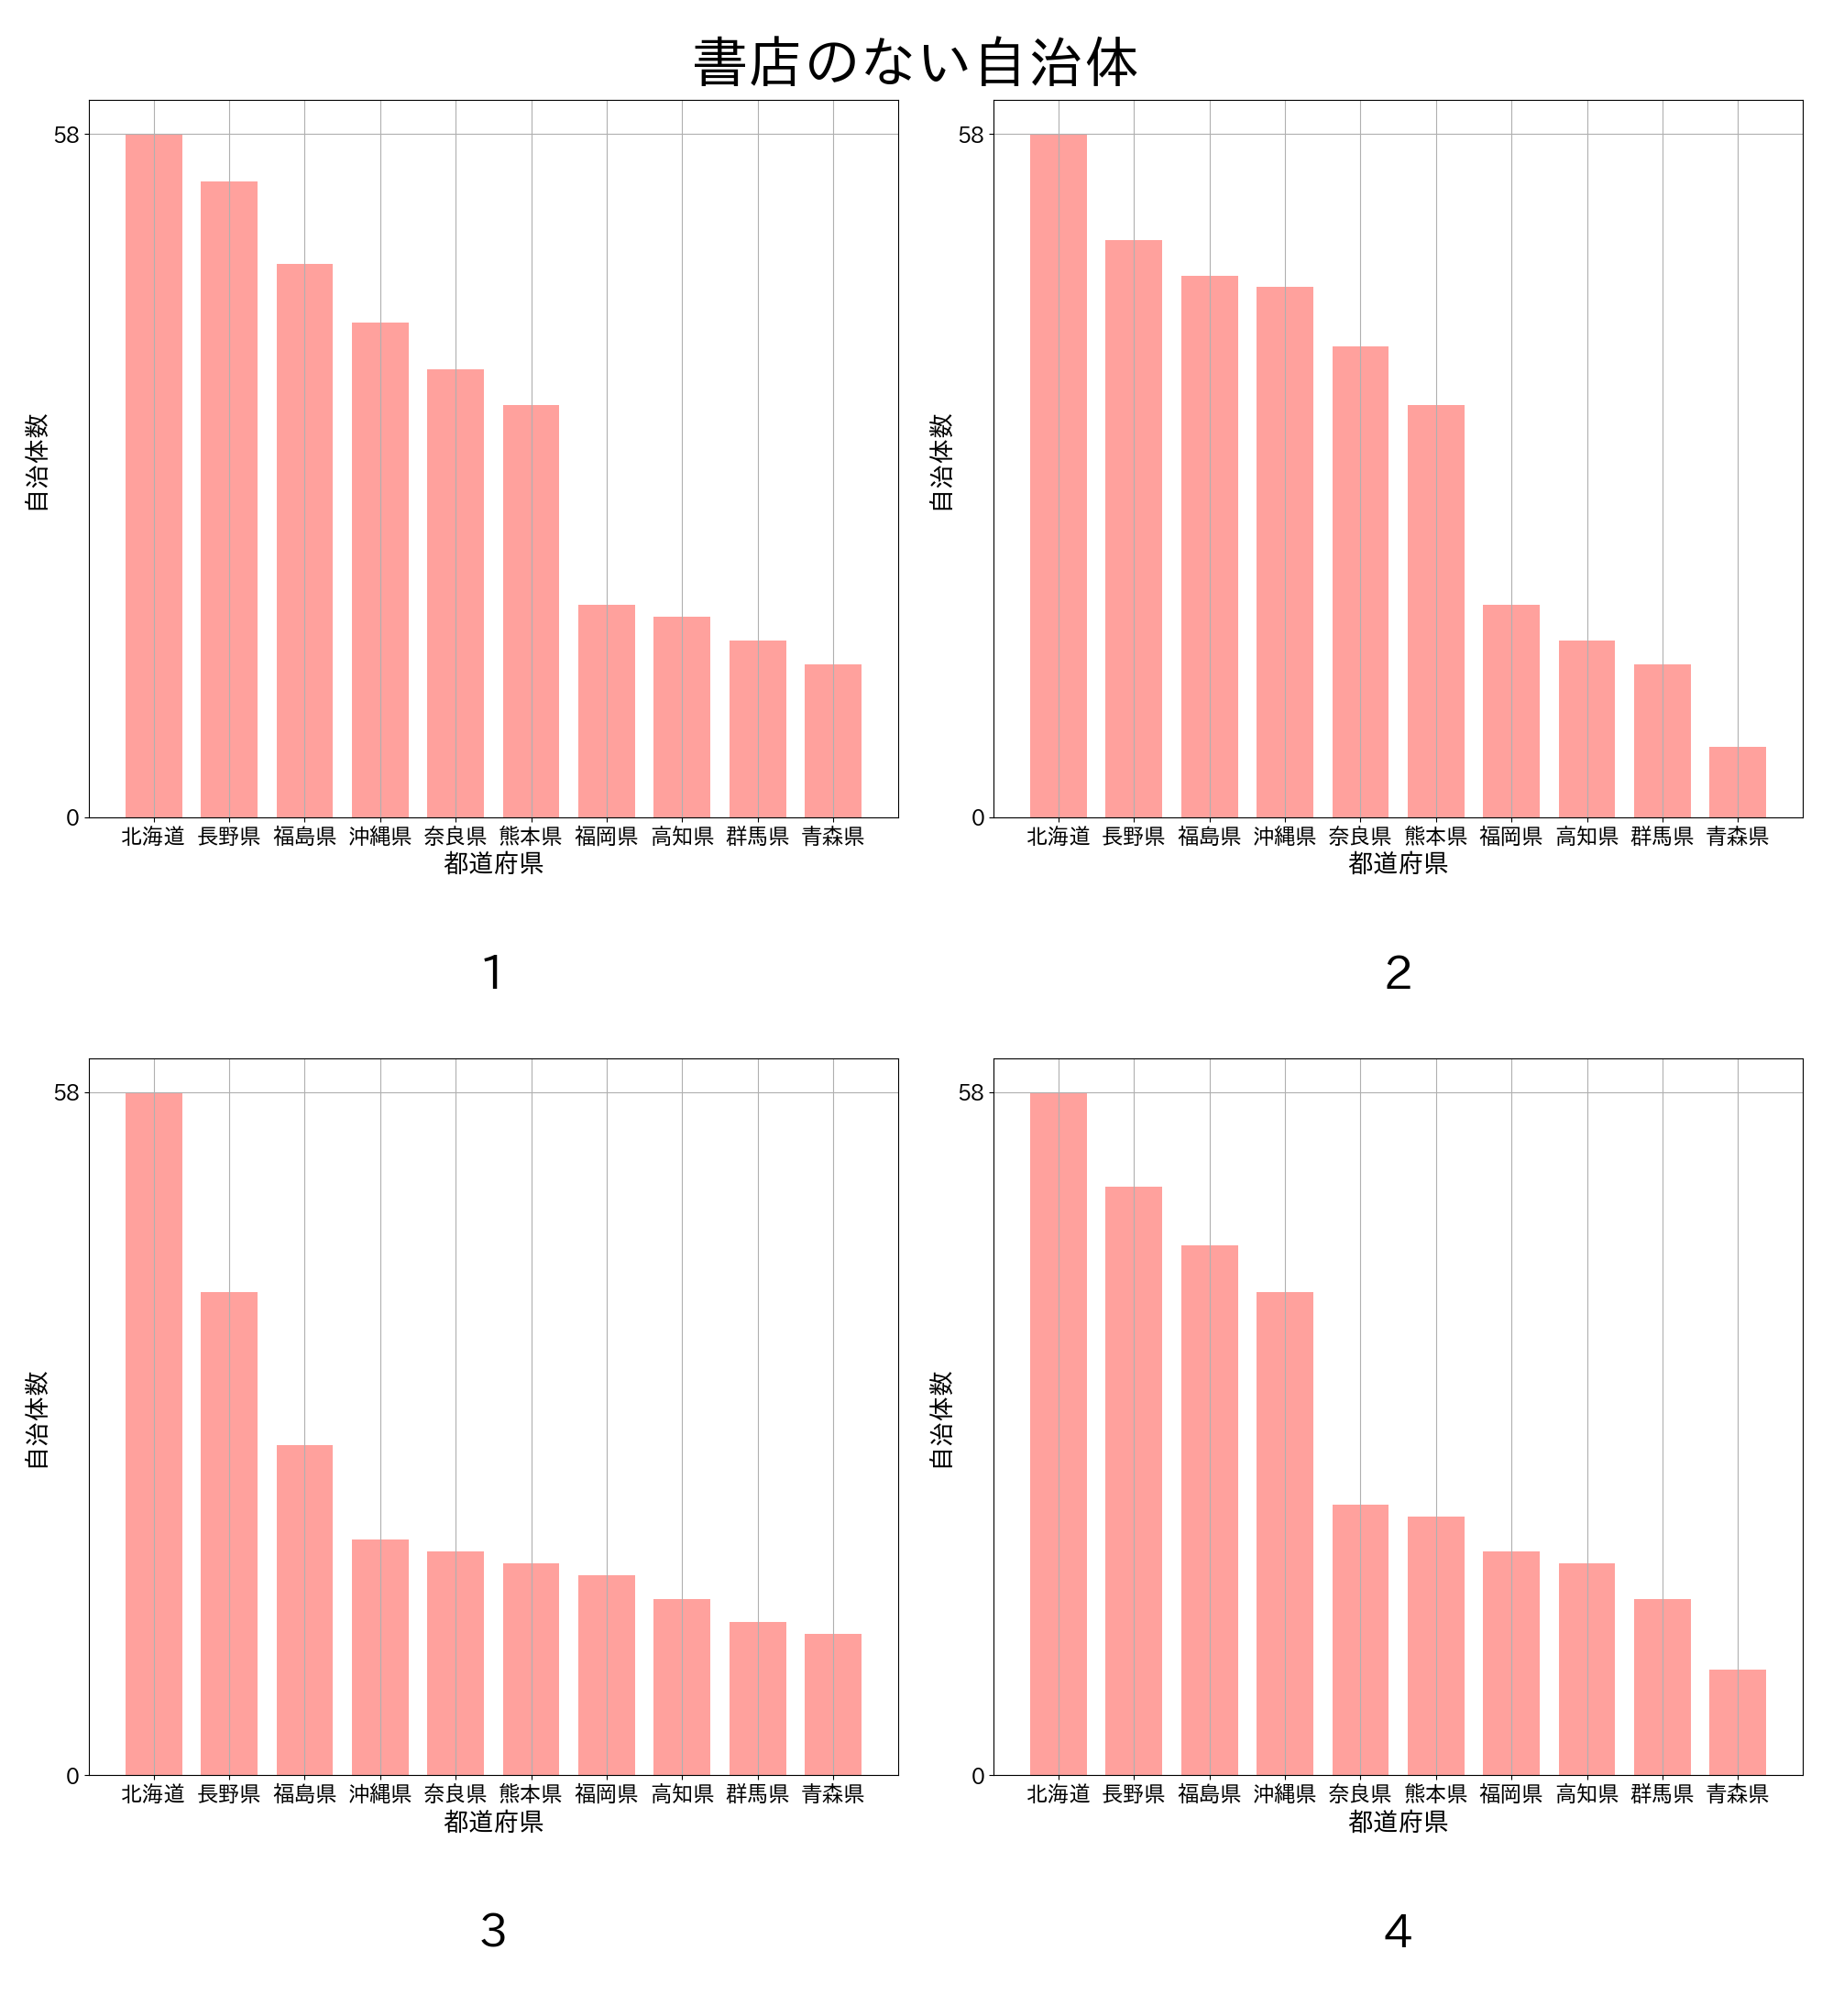 書店のない自治体
58
0
自治体数
北海道 長野県 福島県 沖縄県 奈良県 熊本県 福岡県 高知県 群馬県 青森県
都道府県
1
58
0
自治体数
北海道 長野県 福島県 沖縄県 奈良県 熊本県 福岡県 高知県 群馬県 青森県
都道府県
2
58
0
自治体数
北海道 長野県 福島県 沖縄県 奈良県 熊本県 福岡県 高知県 群馬県 青森県
都道府県
3
58
0
自治体数
北海道 長野県 福島県 沖縄県 奈良県 熊本県 福岡県 高知県 群馬県 青森県
都道府県
4